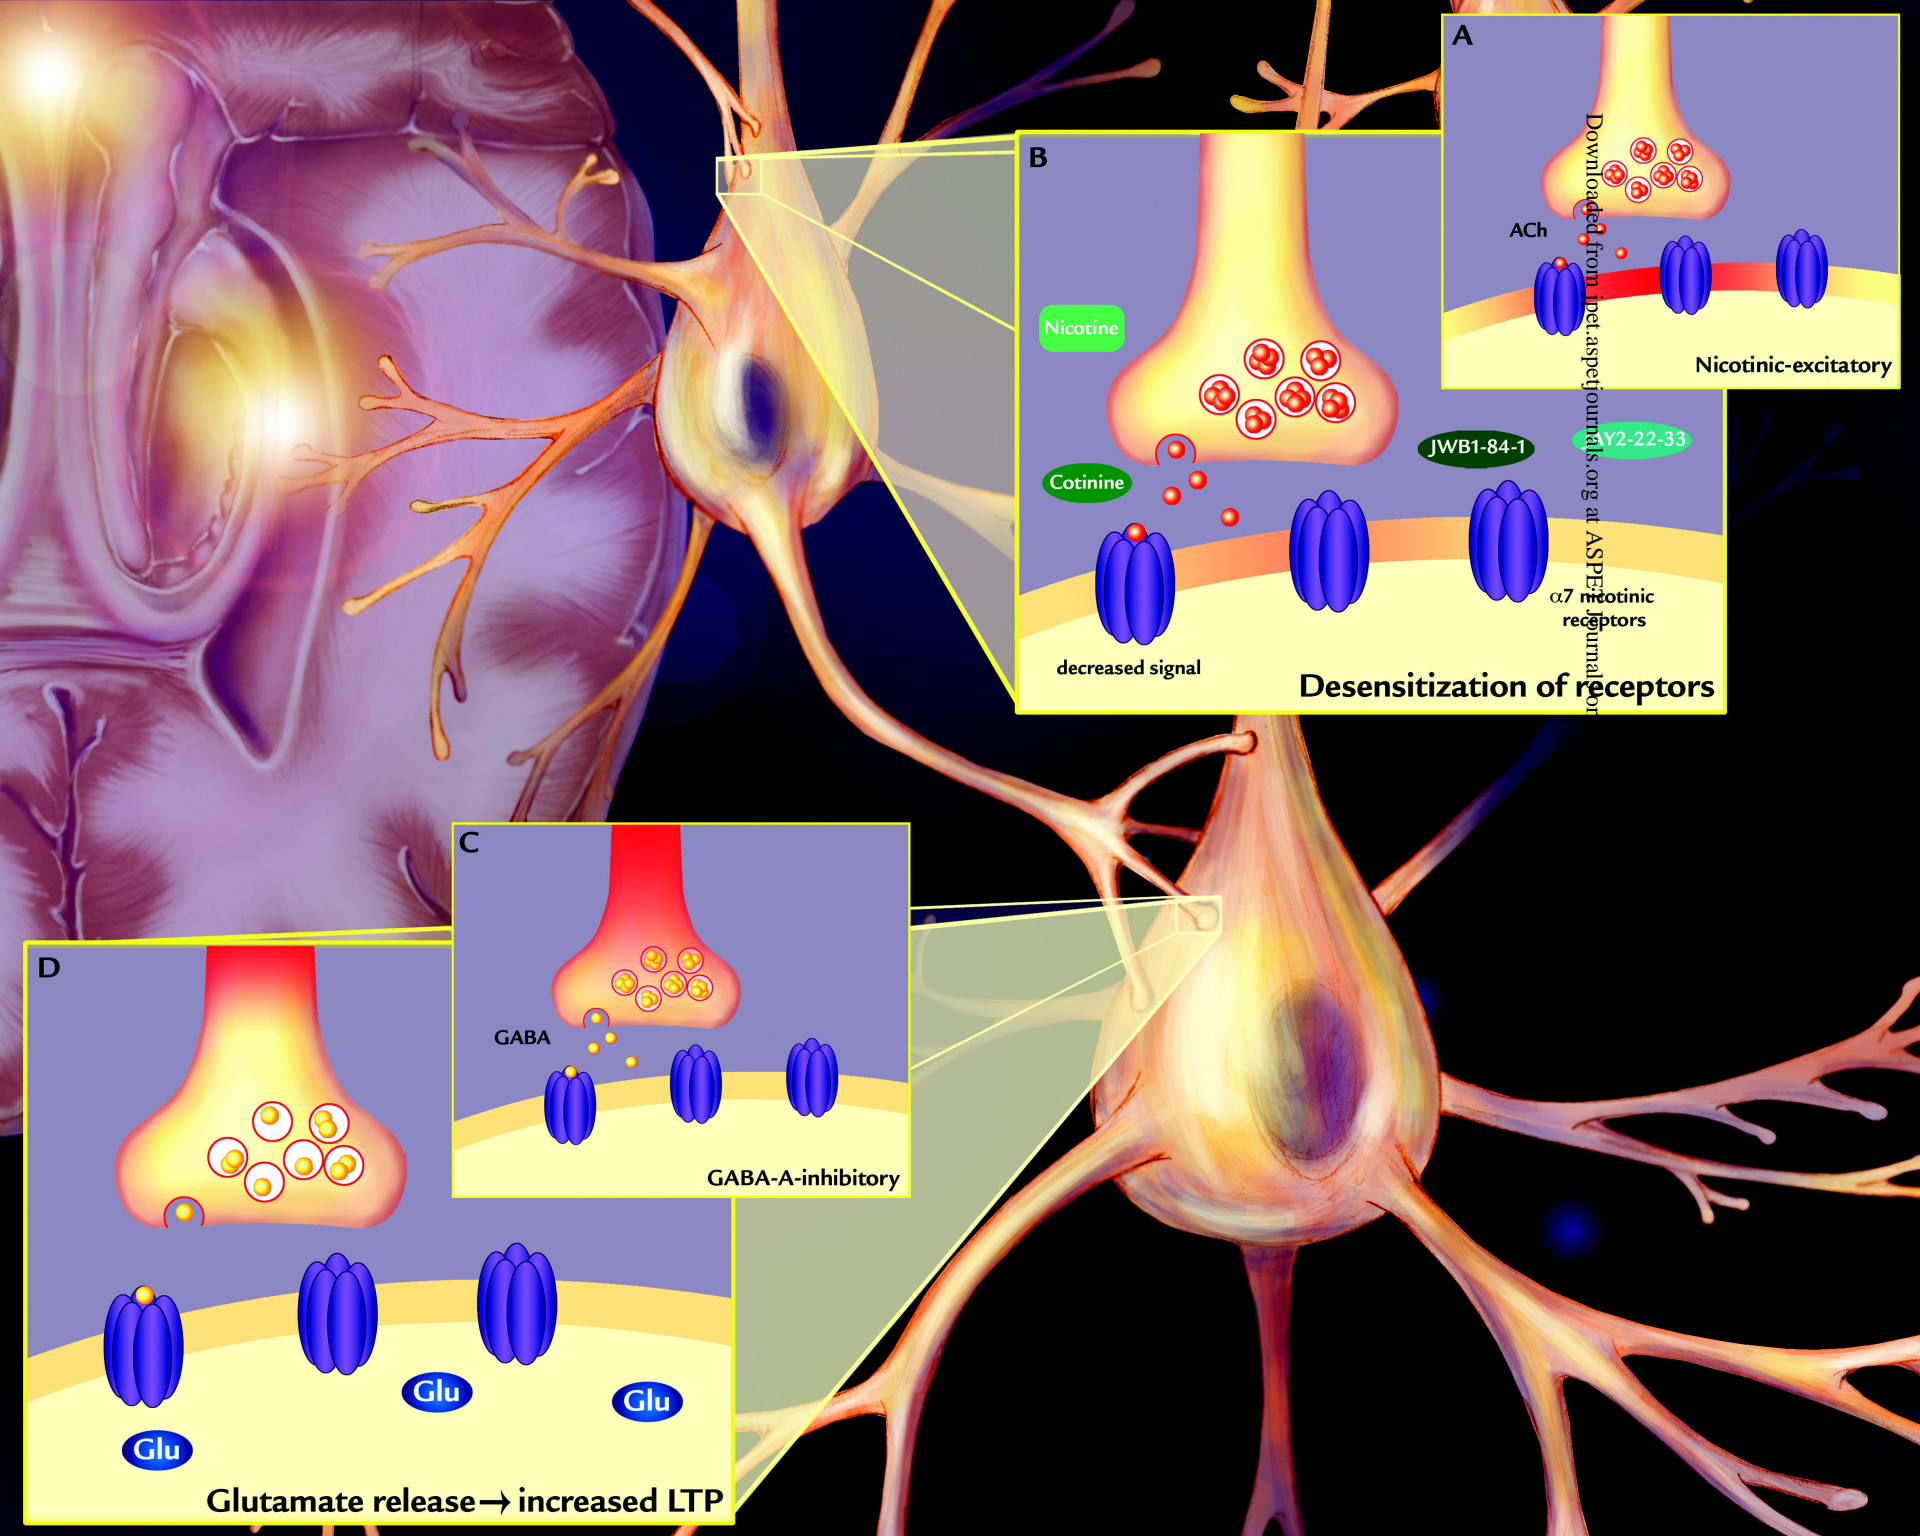 A
ACh
Nicotinic-excitatory
B
Nicotine
Cotinine
JWB1-84-1
AY2-22-33
α7 nicotinic
receptors
decreased signal
Desensitization of receptors
Downloaded from jpet.aspetjournals.org at ASPET Journals on
C
GABA
GABA-A-inhibitory
D
Glu
Glu
Glu
Glutamate release→increased LTP